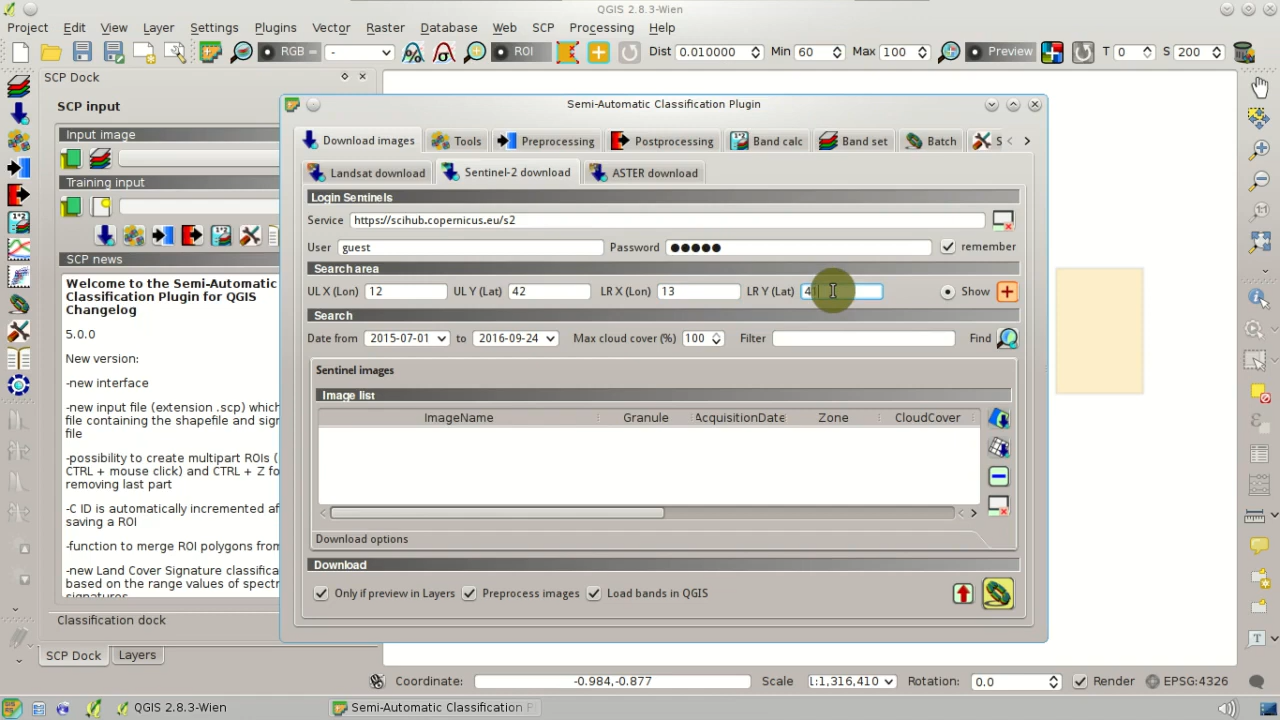 QGIS 2.8.3-Wien
Project Edit View Layer Settings Plugins Vector Raster Database Web SCP Processing Help
RGB = - ROI Dist 0.010000 Min 60 Max 100 Preview T 0 S 200
SCP Dock
SCP input
Input image
Training input
SCP news
Welcome to the Semi-Automatic
Classification Plugin for QGIS
Changelog
5.0.0
New version:
-new interface
-new input file (extension .scp) which
file containing the shapefile and sign
file
-possibility to create multipart ROIs (
CTRL + mouse click) and CTRL + Z fo
removing last part
-C ID is automatically incremented af
saving a ROI
-function to merge ROI polygons from
-new Land Cover Signature classifica
based on the range values of spectr
signatures
Classification dock
SCP Dock Layers
Semi-Automatic Classification Plugin
Download images Tools Preprocessing Postprocessing Band calc Band set Batch S
Landsat download Sentinel-2 download ASTER download
Login Sentinels
Service https://scihub.copernicus.eu/s2
User guest Password ●●●●● remember
Search area
UL X (Lon) 12 UL Y (Lat) 42 LR X (Lon) 13 LR Y (Lat) 41 Show
Search
Date from 2015-07-01 to 2016-09-24 Max cloud cover (%) 100 Filter Find
Sentinel images
Image list
ImageName Granule AcquisitionDate Zone CloudCover
Download options
Download
Only if preview in Layers Preprocess images Load bands in QGIS
Coordinate: -0.984,-0.877 Scale 1:1,316,410 Rotation: 0.0 Render EPSG:4326
QGIS 2.8.3-Wien Semi-Automatic Classification P